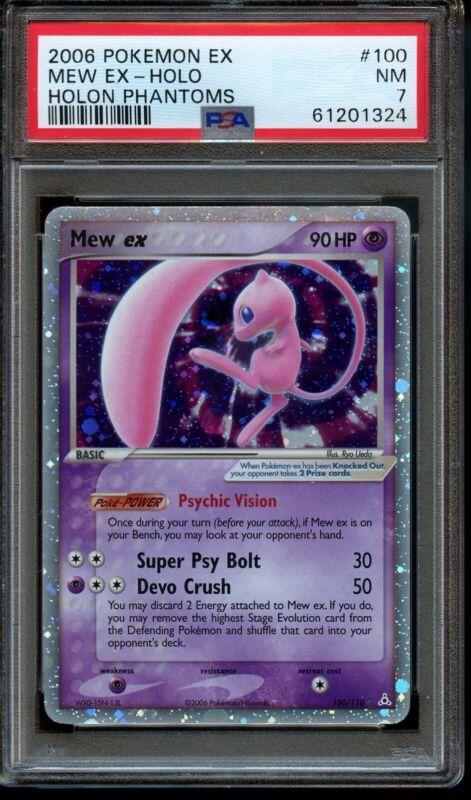 2006 POKEMON EX #100
MEW EX - HOLO NM
HOLON PHANTOMS 7
PSA 61201324
Mew ex 90 HP
BASIC Illus. Ryo Ueda
When Pokémon-ex has been Knocked Out,
your opponent takes 2 Prize cards.
Poké-POWER Psychic Vision
Once during your turn (before your attack), if Mew ex is on
your Bench, you may look at your opponent's hand.
Super Psy Bolt 30
Devo Crush 50
You may discard 2 Energy attached to Mew ex. If you do,
you may remove the highest Stage Evolution card from
the Defending Pokémon and shuffle that card into your
opponent's deck.
weakness resistance retreat cost
WX0-15N-13L ©2006 Pokémon/Nintendo 100/110
PSA